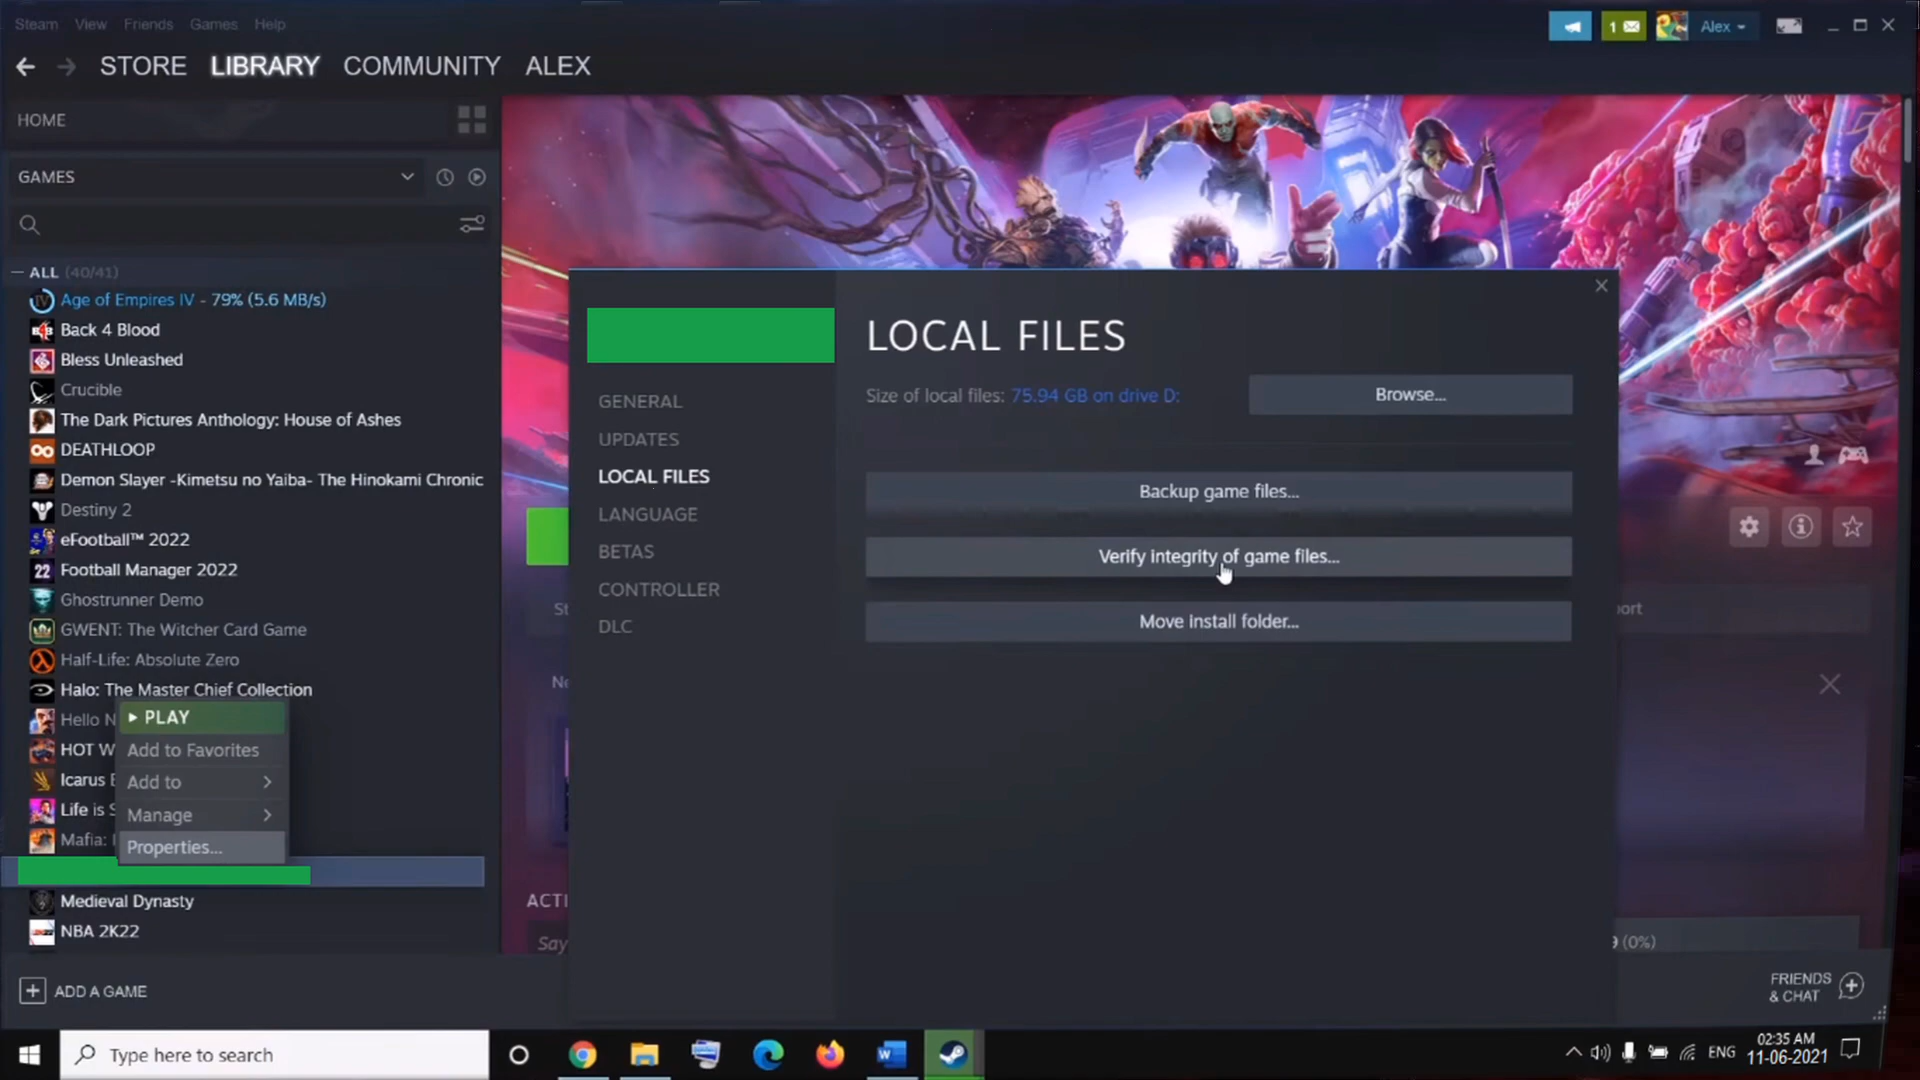 Steam View Friends Games Help
1
Alex
STORE LIBRARY COMMUNITY ALEX
HOME
GAMES
— ALL (40/41)
Age of Empires IV - 79% (5.6 MB/s)
Back 4 Blood
Bless Unleashed
Crucible
The Dark Pictures Anthology: House of Ashes
DEATHLOOP
Demon Slayer -Kimetsu no Yaiba- The Hinokami Chronic
Destiny 2
eFootball™ 2022
22 Football Manager 2022
Ghostrunner Demo
GWENT: The Witcher Card Game
Half-Life: Absolute Zero
Halo: The Master Chief Collection
Hello N
HOT W
Icarus B
Life is S
Mafia:
PLAY
Add to Favorites
Add to
Manage
Properties...
Medieval Dynasty
NBA 2K22
ADD A GAME
LOCAL FILES
Size of local files: 75.94 GB on drive D:
Browse...
GENERAL
UPDATES
LOCAL FILES
LANGUAGE
BETAS
CONTROLLER
DLC
Backup game files...
Verify integrity of game files...
Move install folder...
St
ort
Ne
ACTI
Say
9 (0%)
FRIENDS
& CHAT
Type here to search
ENG
02:35 AM
11-06-2021